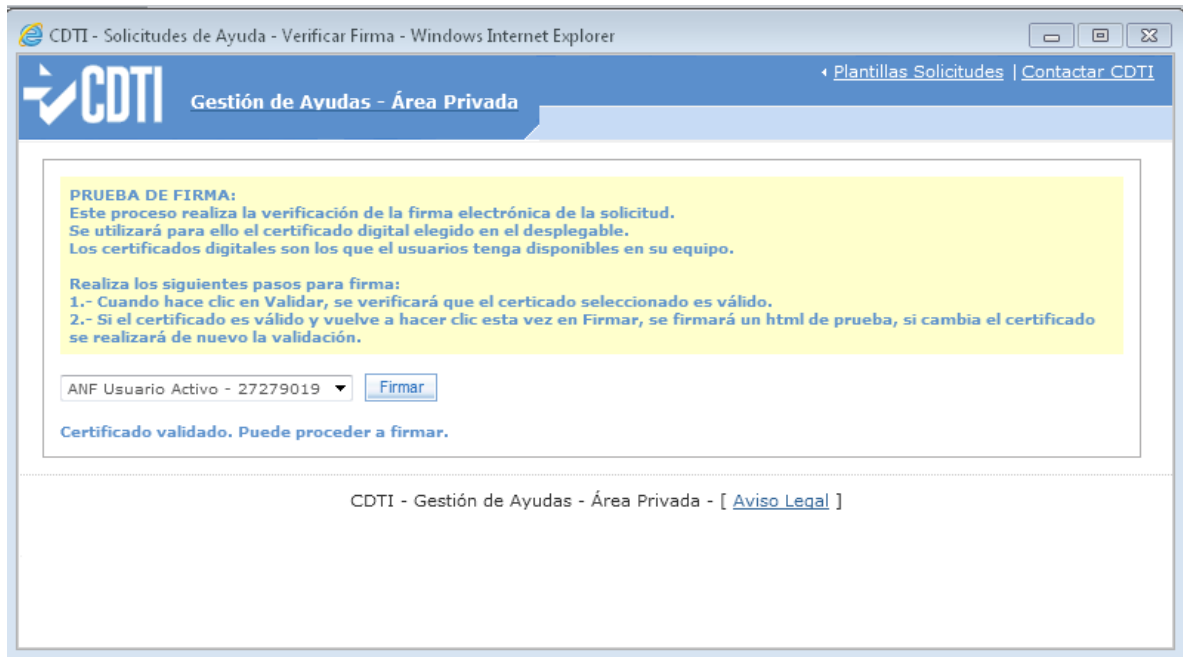 CDTI - Solicitudes de Ayuda - Verificar Firma - Windows Internet Explorer
Plantillas Solicitudes | Contactar CDTI
CDTI
Gestión de Ayudas - Área Privada
PRUEBA DE FIRMA:
Este proceso realiza la verificación de la firma electrónica de la solicitud.
Se utilizará para ello el certificado digital elegido en el desplegable.
Los certificados digitales son los que el usuarios tenga disponibles en su equipo.
Realiza los siguientes pasos para firma:
1.- Cuando hace clic en Validar, se verificará que el certicado seleccionado es válido.
2.- Si el certificado es válido y vuelve a hacer clic esta vez en Firmar, se firmará un html de prueba, si cambia el certificado
se realizará de nuevo la validación.
ANF Usuario Activo - 27279019 Firmar
Certificado validado. Puede proceder a firmar.
CDTI - Gestión de Ayudas - Área Privada - [ Aviso Legal ]